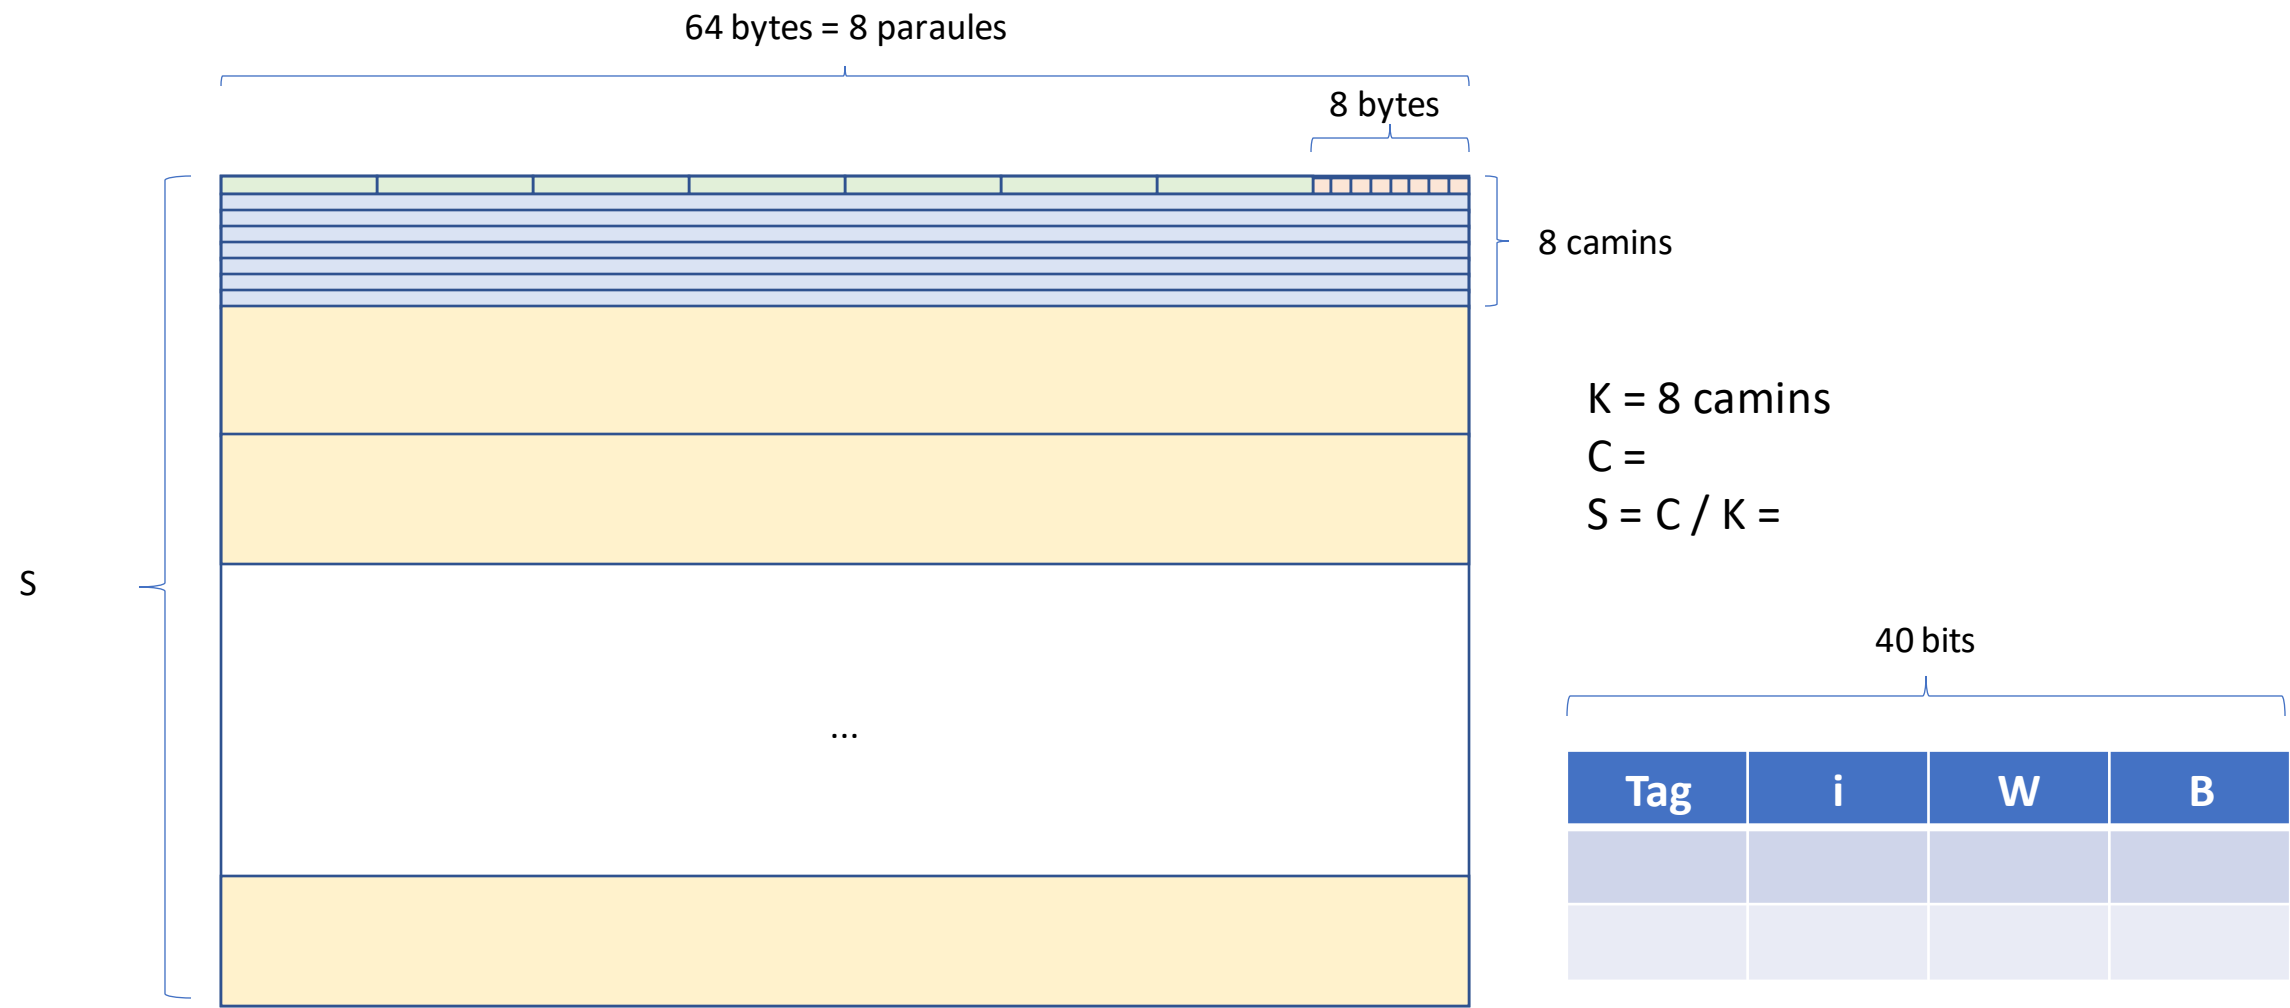 64 bytes = 8 paraules
8 bytes
8 camins
K = 8 camins
C =
S = C / K =
S
40 bits
...
Tag i W B